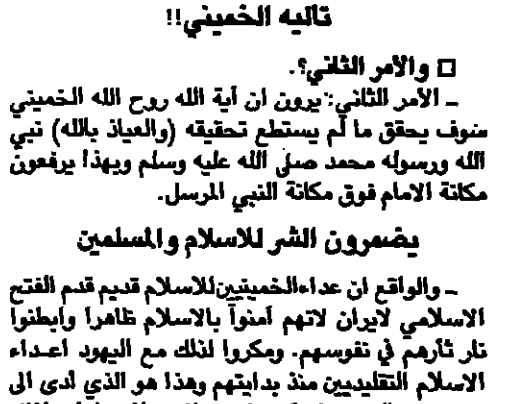 تأليه الخميني!!
□ والأمر الثاني؟.
ـ الأمر الثاني: يرون ان آية الله روح الله الخميني
سوف يحقق ما لم يستطع تحقيقه (والعياذ بالله) نبي
الله ورسوله محمد صلى الله عليه وسلم وبهذا يرفعون
مكانة الامام فوق مكانة النبي المرسل.
يضمرون الشر للاسلام والمسلمين
ـ والواقع ان عداء الخمينيين للاسلام قديم قدم الفتح
الاسلامي لايران لانهم آمنوا بالاسلام ظاهرا وابطنوا
نار ثأرهم في نفوسهم. ومكروا لذلك مع اليهود اعداء
الاسلام التقليديين منذ بدايتهم وهذا هو الذي ادى الى